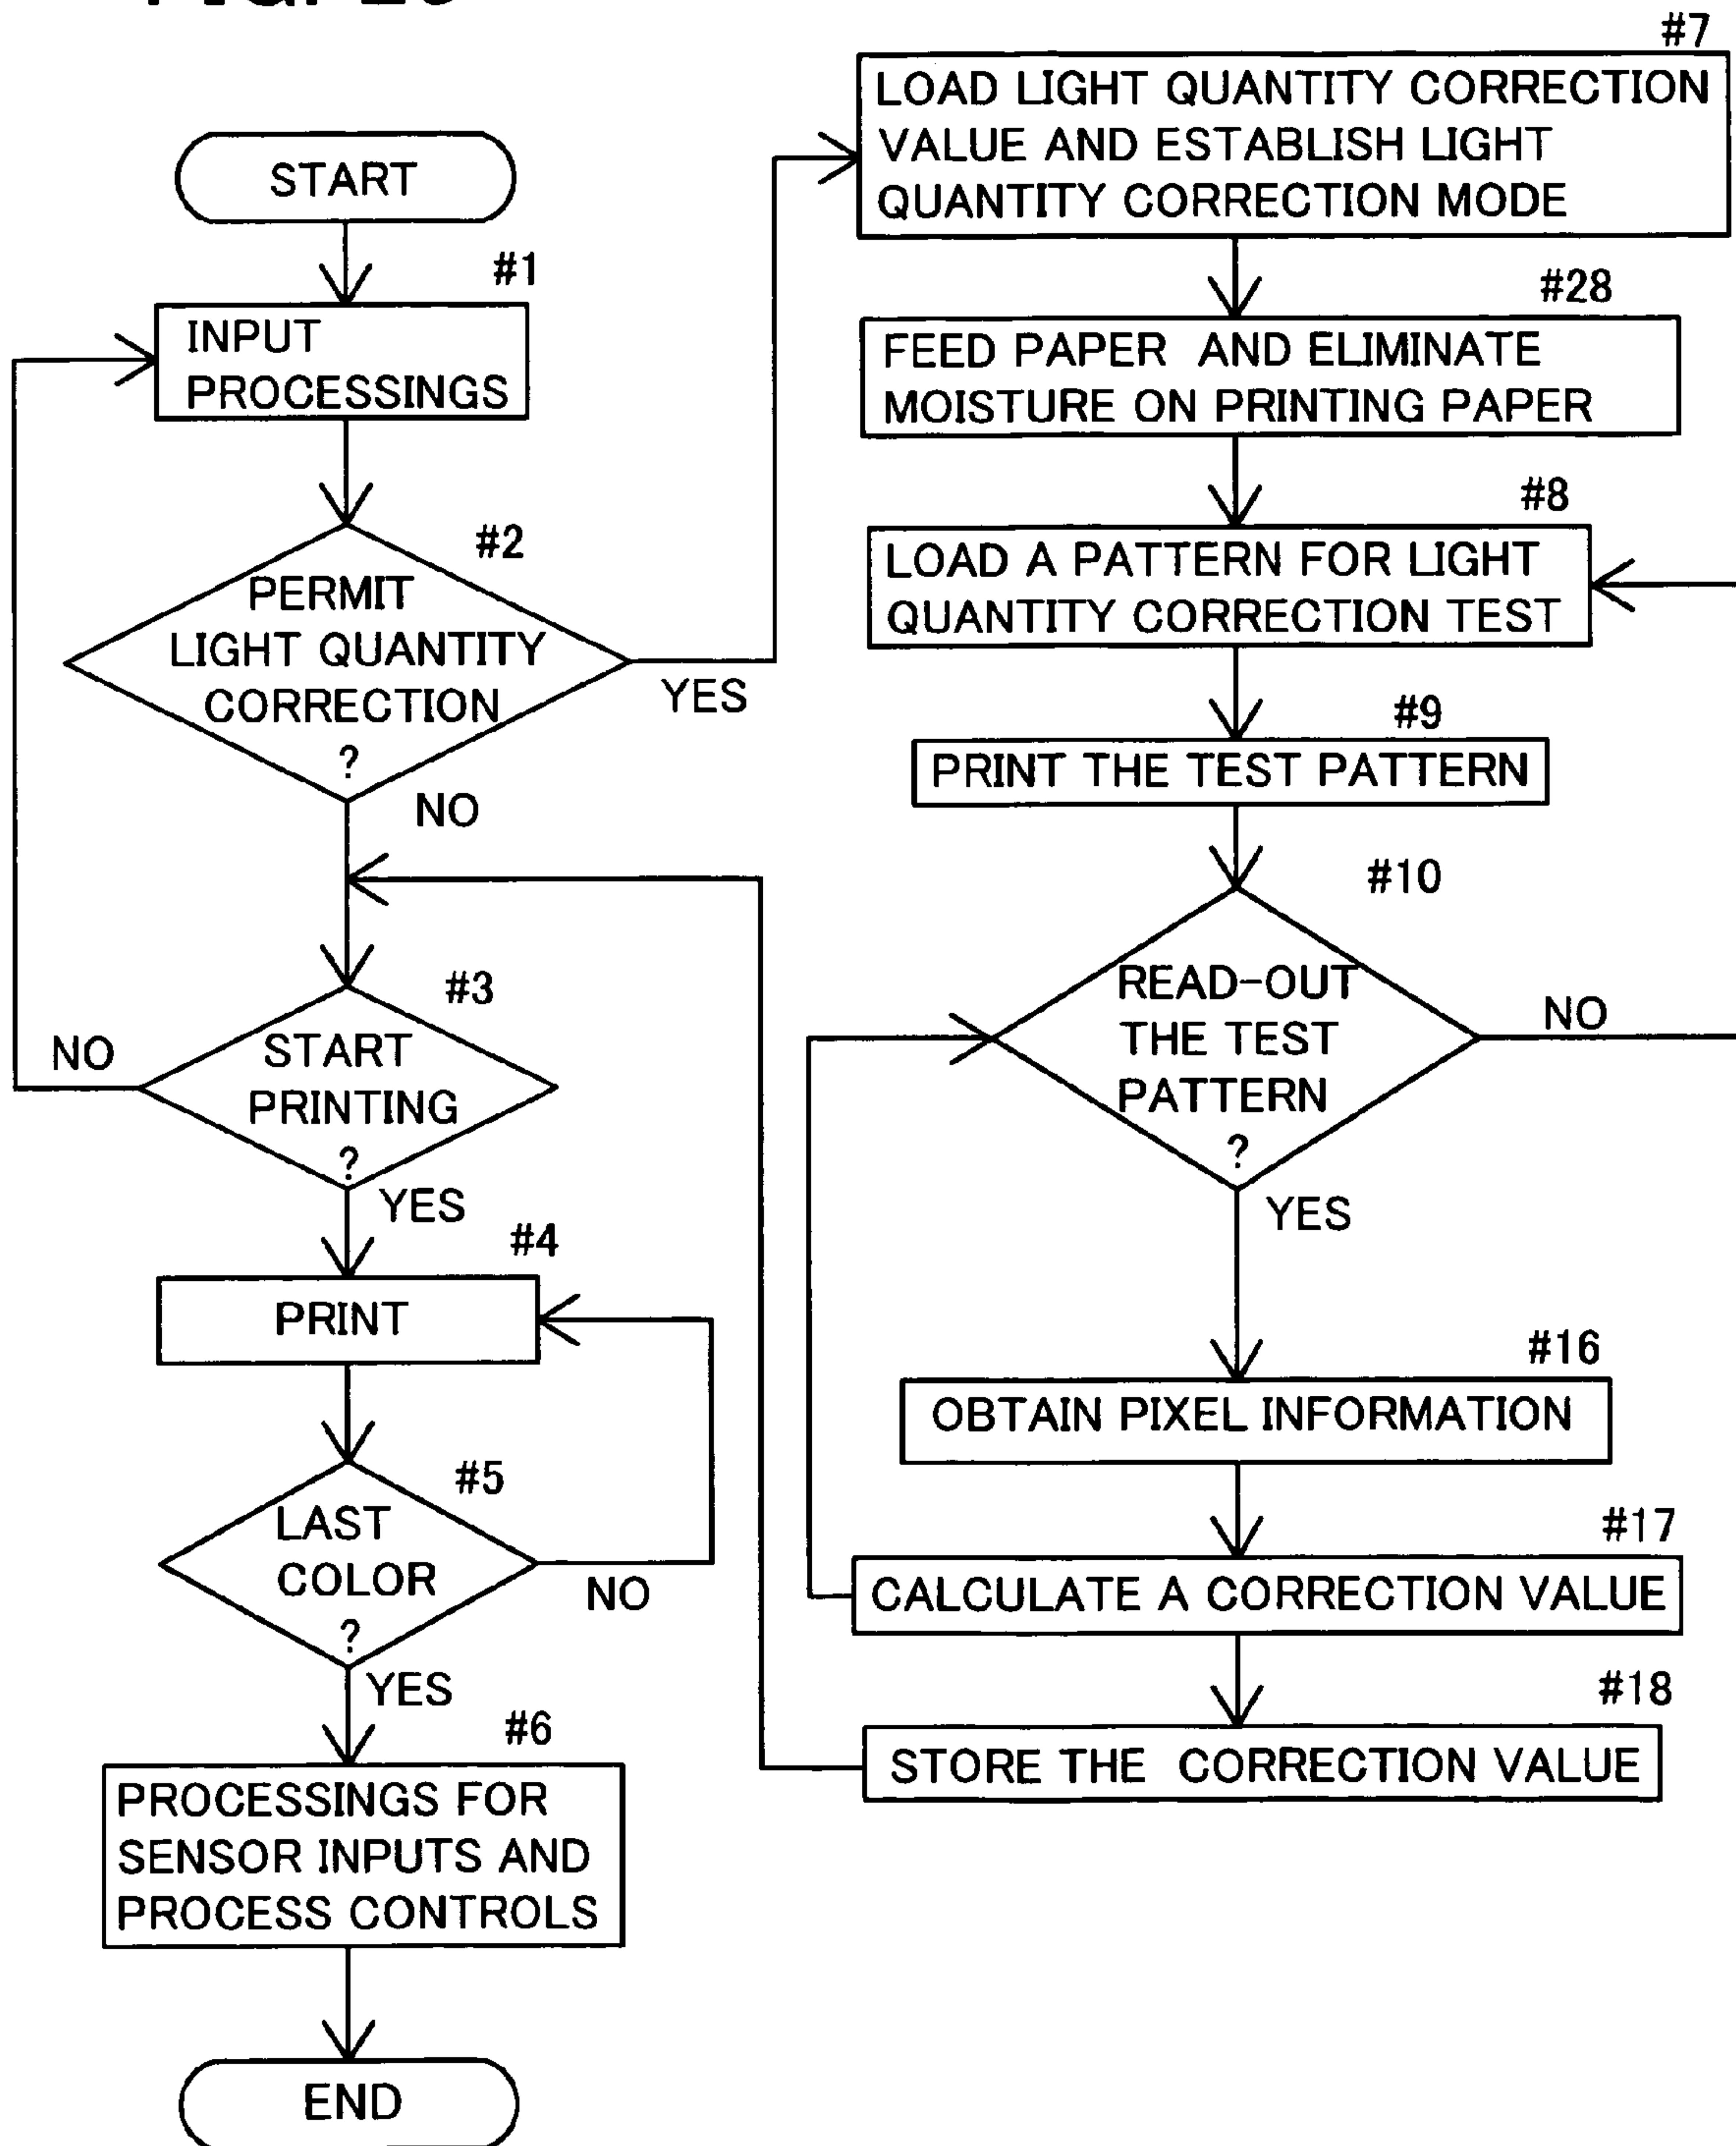 START
#1
INPUT
PROCESSINGS
#2
PERMIT
LIGHT QUANTITY
CORRECTION
?
YES
NO
#3
START
PRINTING
?
NO
YES
#4
PRINT
#5
LAST
COLOR
?
NO
YES
#6
PROCESSINGS FOR
SENSOR INPUTS AND
PROCESS CONTROLS
END
#7
LOAD LIGHT QUANTITY CORRECTION
VALUE AND ESTABLISH LIGHT
QUANTITY CORRECTION MODE
#28
FEED PAPER AND ELIMINATE
MOISTURE ON PRINTING PAPER
#8
LOAD A PATTERN FOR LIGHT
QUANTITY CORRECTION TEST
#9
PRINT THE TEST PATTERN
#10
READ-OUT
THE TEST
PATTERN
?
NO
YES
#16
OBTAIN PIXEL INFORMATION
#17
CALCULATE A CORRECTION VALUE
#18
STORE THE CORRECTION VALUE